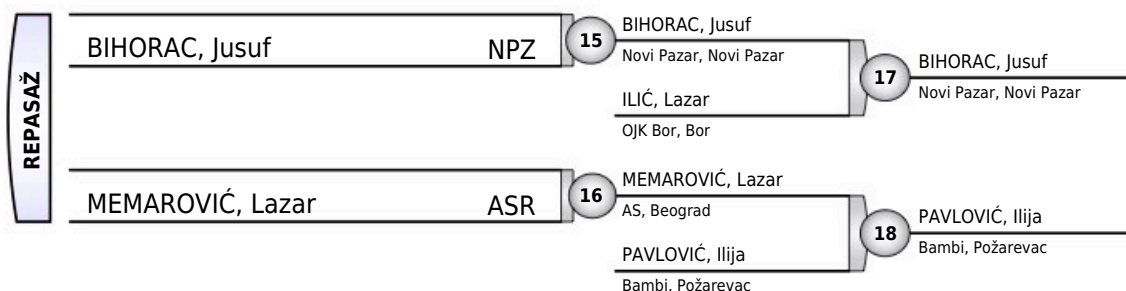 REPASAŽ
BIHORAC, Jusuf NPZ
15
BIHORAC, Jusuf
Novi Pazar, Novi Pazar
ILIĆ, Lazar
OJK Bor, Bor
17
BIHORAC, Jusuf
Novi Pazar, Novi Pazar
MEMAROVIĆ, Lazar ASR
16
MEMAROVIĆ, Lazar
AS, Beograd
PAVLOVIĆ, Ilija
Bambi, Požarevac
18
PAVLOVIĆ, Ilija
Bambi, Požarevac